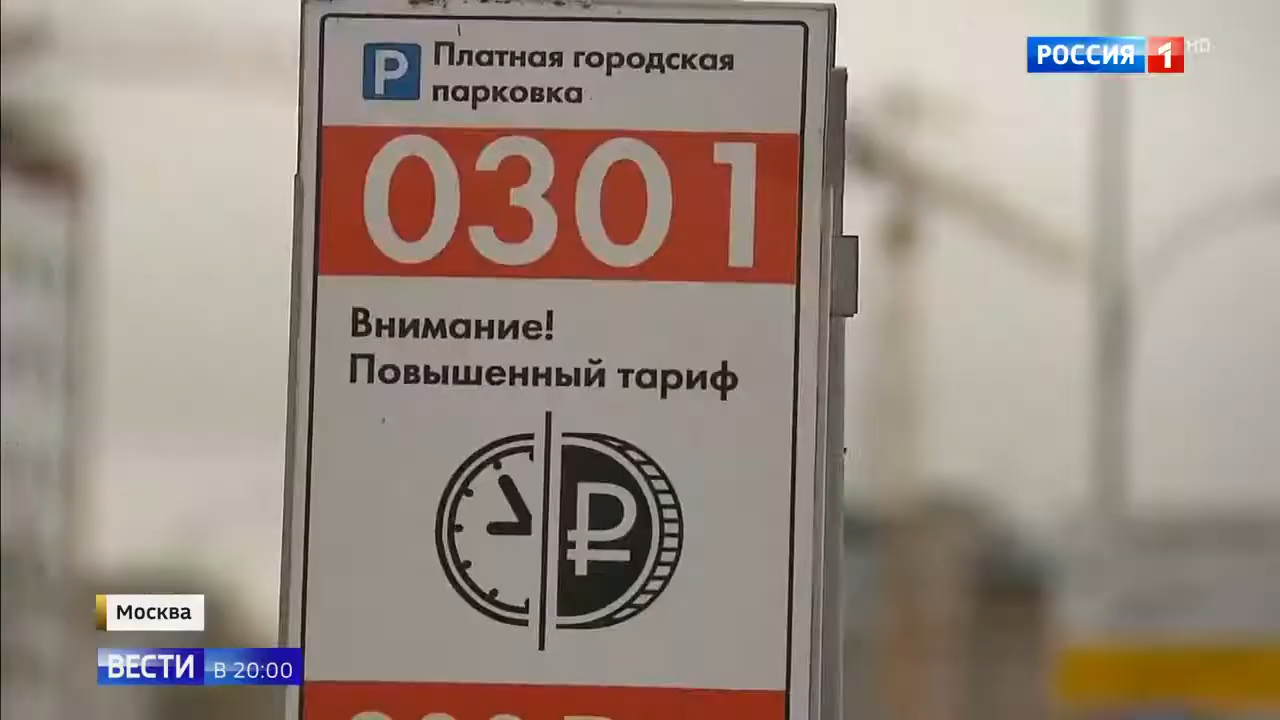 Платная городская
парковка
0301
Внимание!
Повышенный тариф
РОССИЯ 1 HD
Москва
ВЕСТИ В 20:00